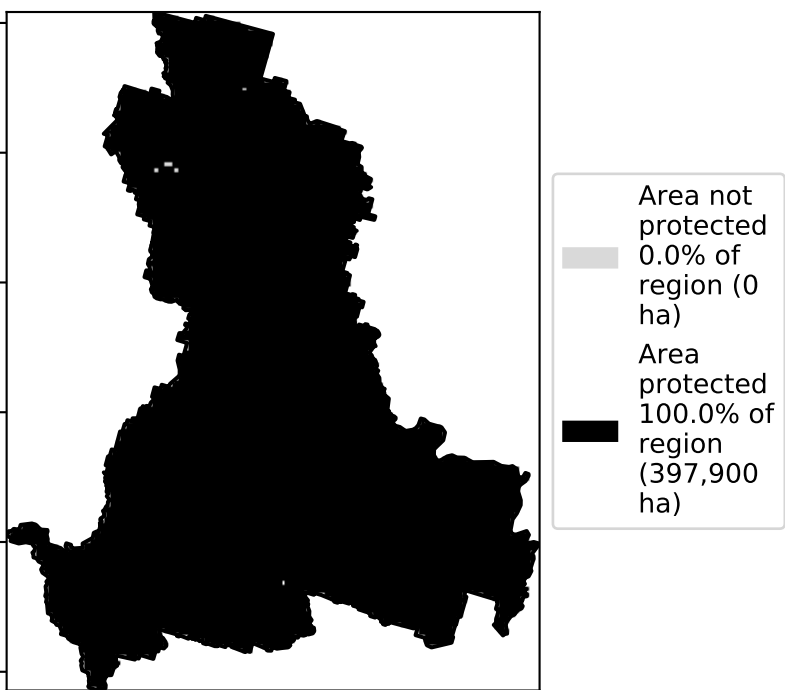 Area not
protected
0.0% of
region (0
ha)
Area
protected
100.0% of
region
(397,900
ha)